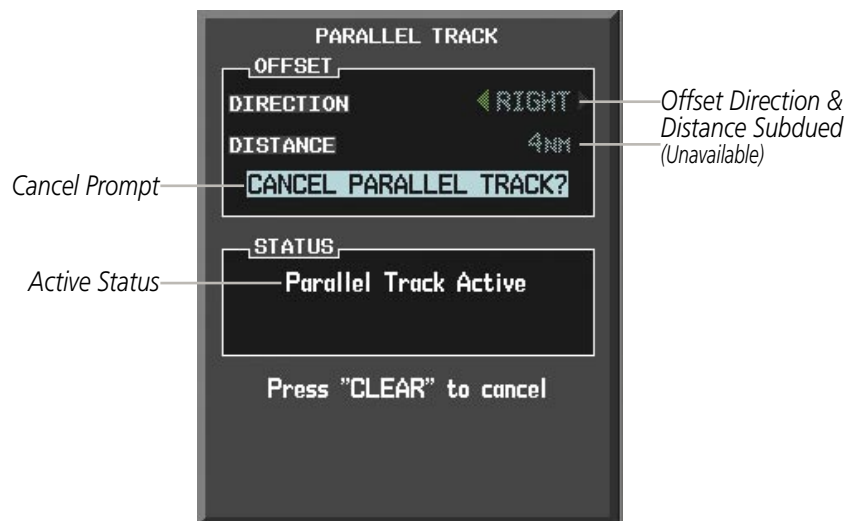 PARALLEL TRACK
OFFSET
DIRECTION
RIGHT
Offset Direction &
Distance Subdued
(Unavailable)
DISTANCE
4NM
Cancel Prompt
CANCEL PARALLEL TRACK?
STATUS
Active Status
Parallel Track Active
Press "CLEAR" to cancel